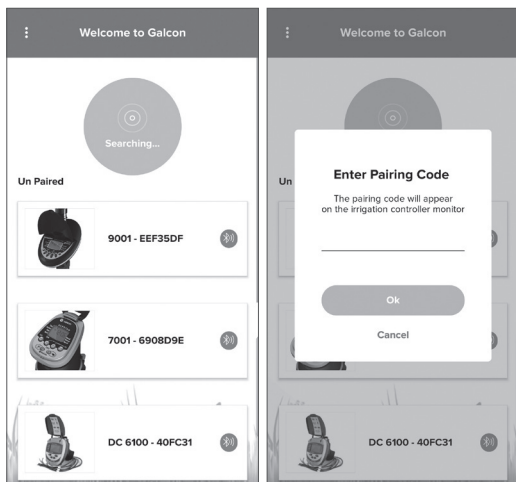 Welcome to Galcon
Searching...
Un Paired
9001 - EEF35DF
7001 - 6908D9E
DC 6100 - 40FC31
Welcome to Galcon
Un
Enter Pairing Code
The pairing code will appear
on the irrigation controller monitor
Ok
Cancel
DC 6100 - 40FC31